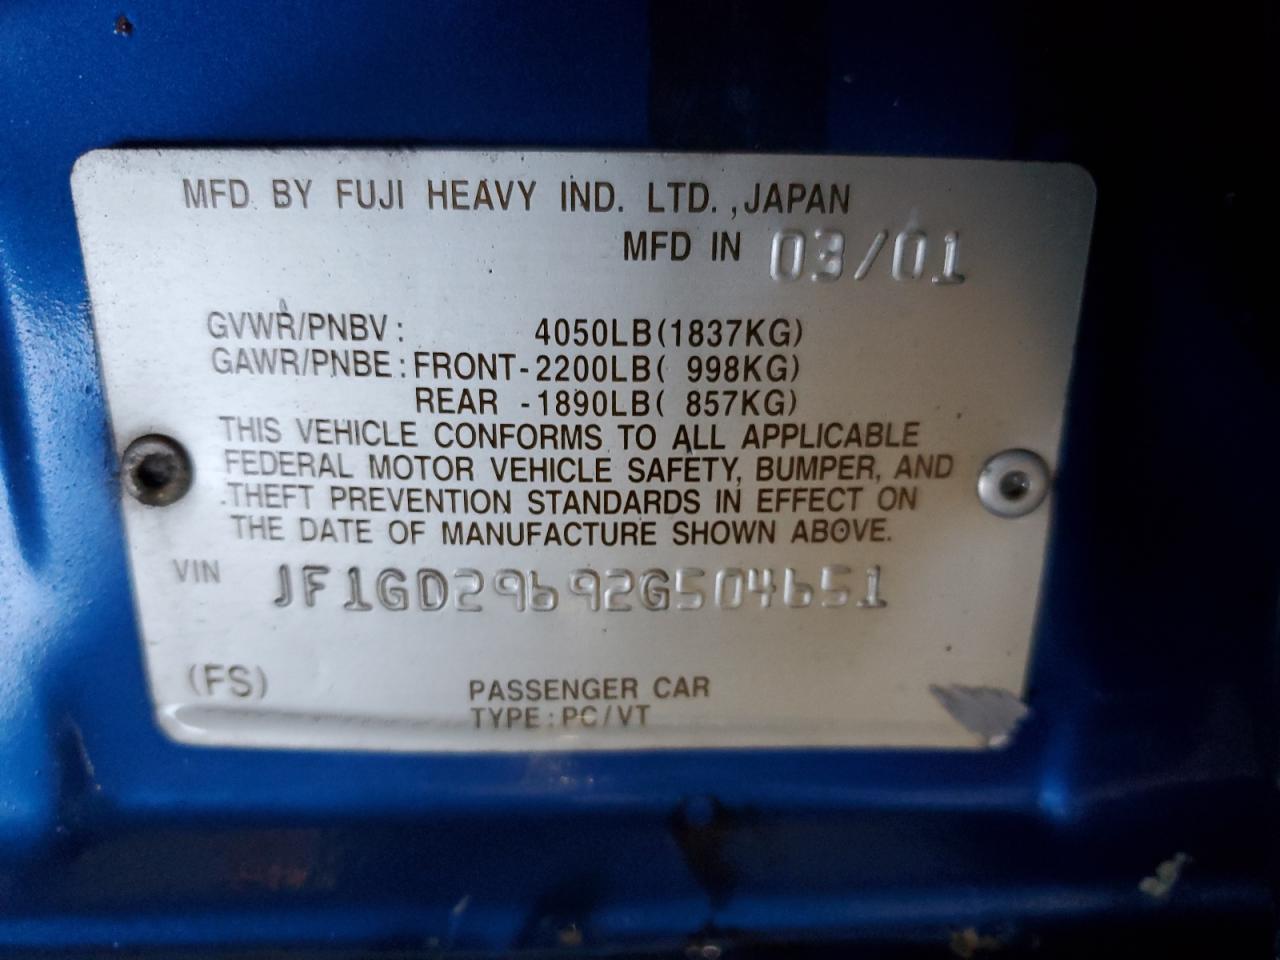 MFD. BY FUJI HEAVY IND. LTD. ,JAPAN
MFD IN 03/01
GVWR/PNBV: 4050LB(1837KG)
GAWR/PNBE: FRONT-2200LB( 998KG)
REAR -1890LB( 857KG)
THIS VEHICLE CONFORMS TO ALL APPLICABLE
FEDERAL MOTOR VEHICLE SAFETY, BUMPER, AND
THEFT PREVENTION STANDARDS IN EFFECT ON
THE DATE OF MANUFACTURE SHOWN ABOVE.
VIN JF1GD29692G504651
(FS)
PASSENGER CAR
TYPE:PC/VT